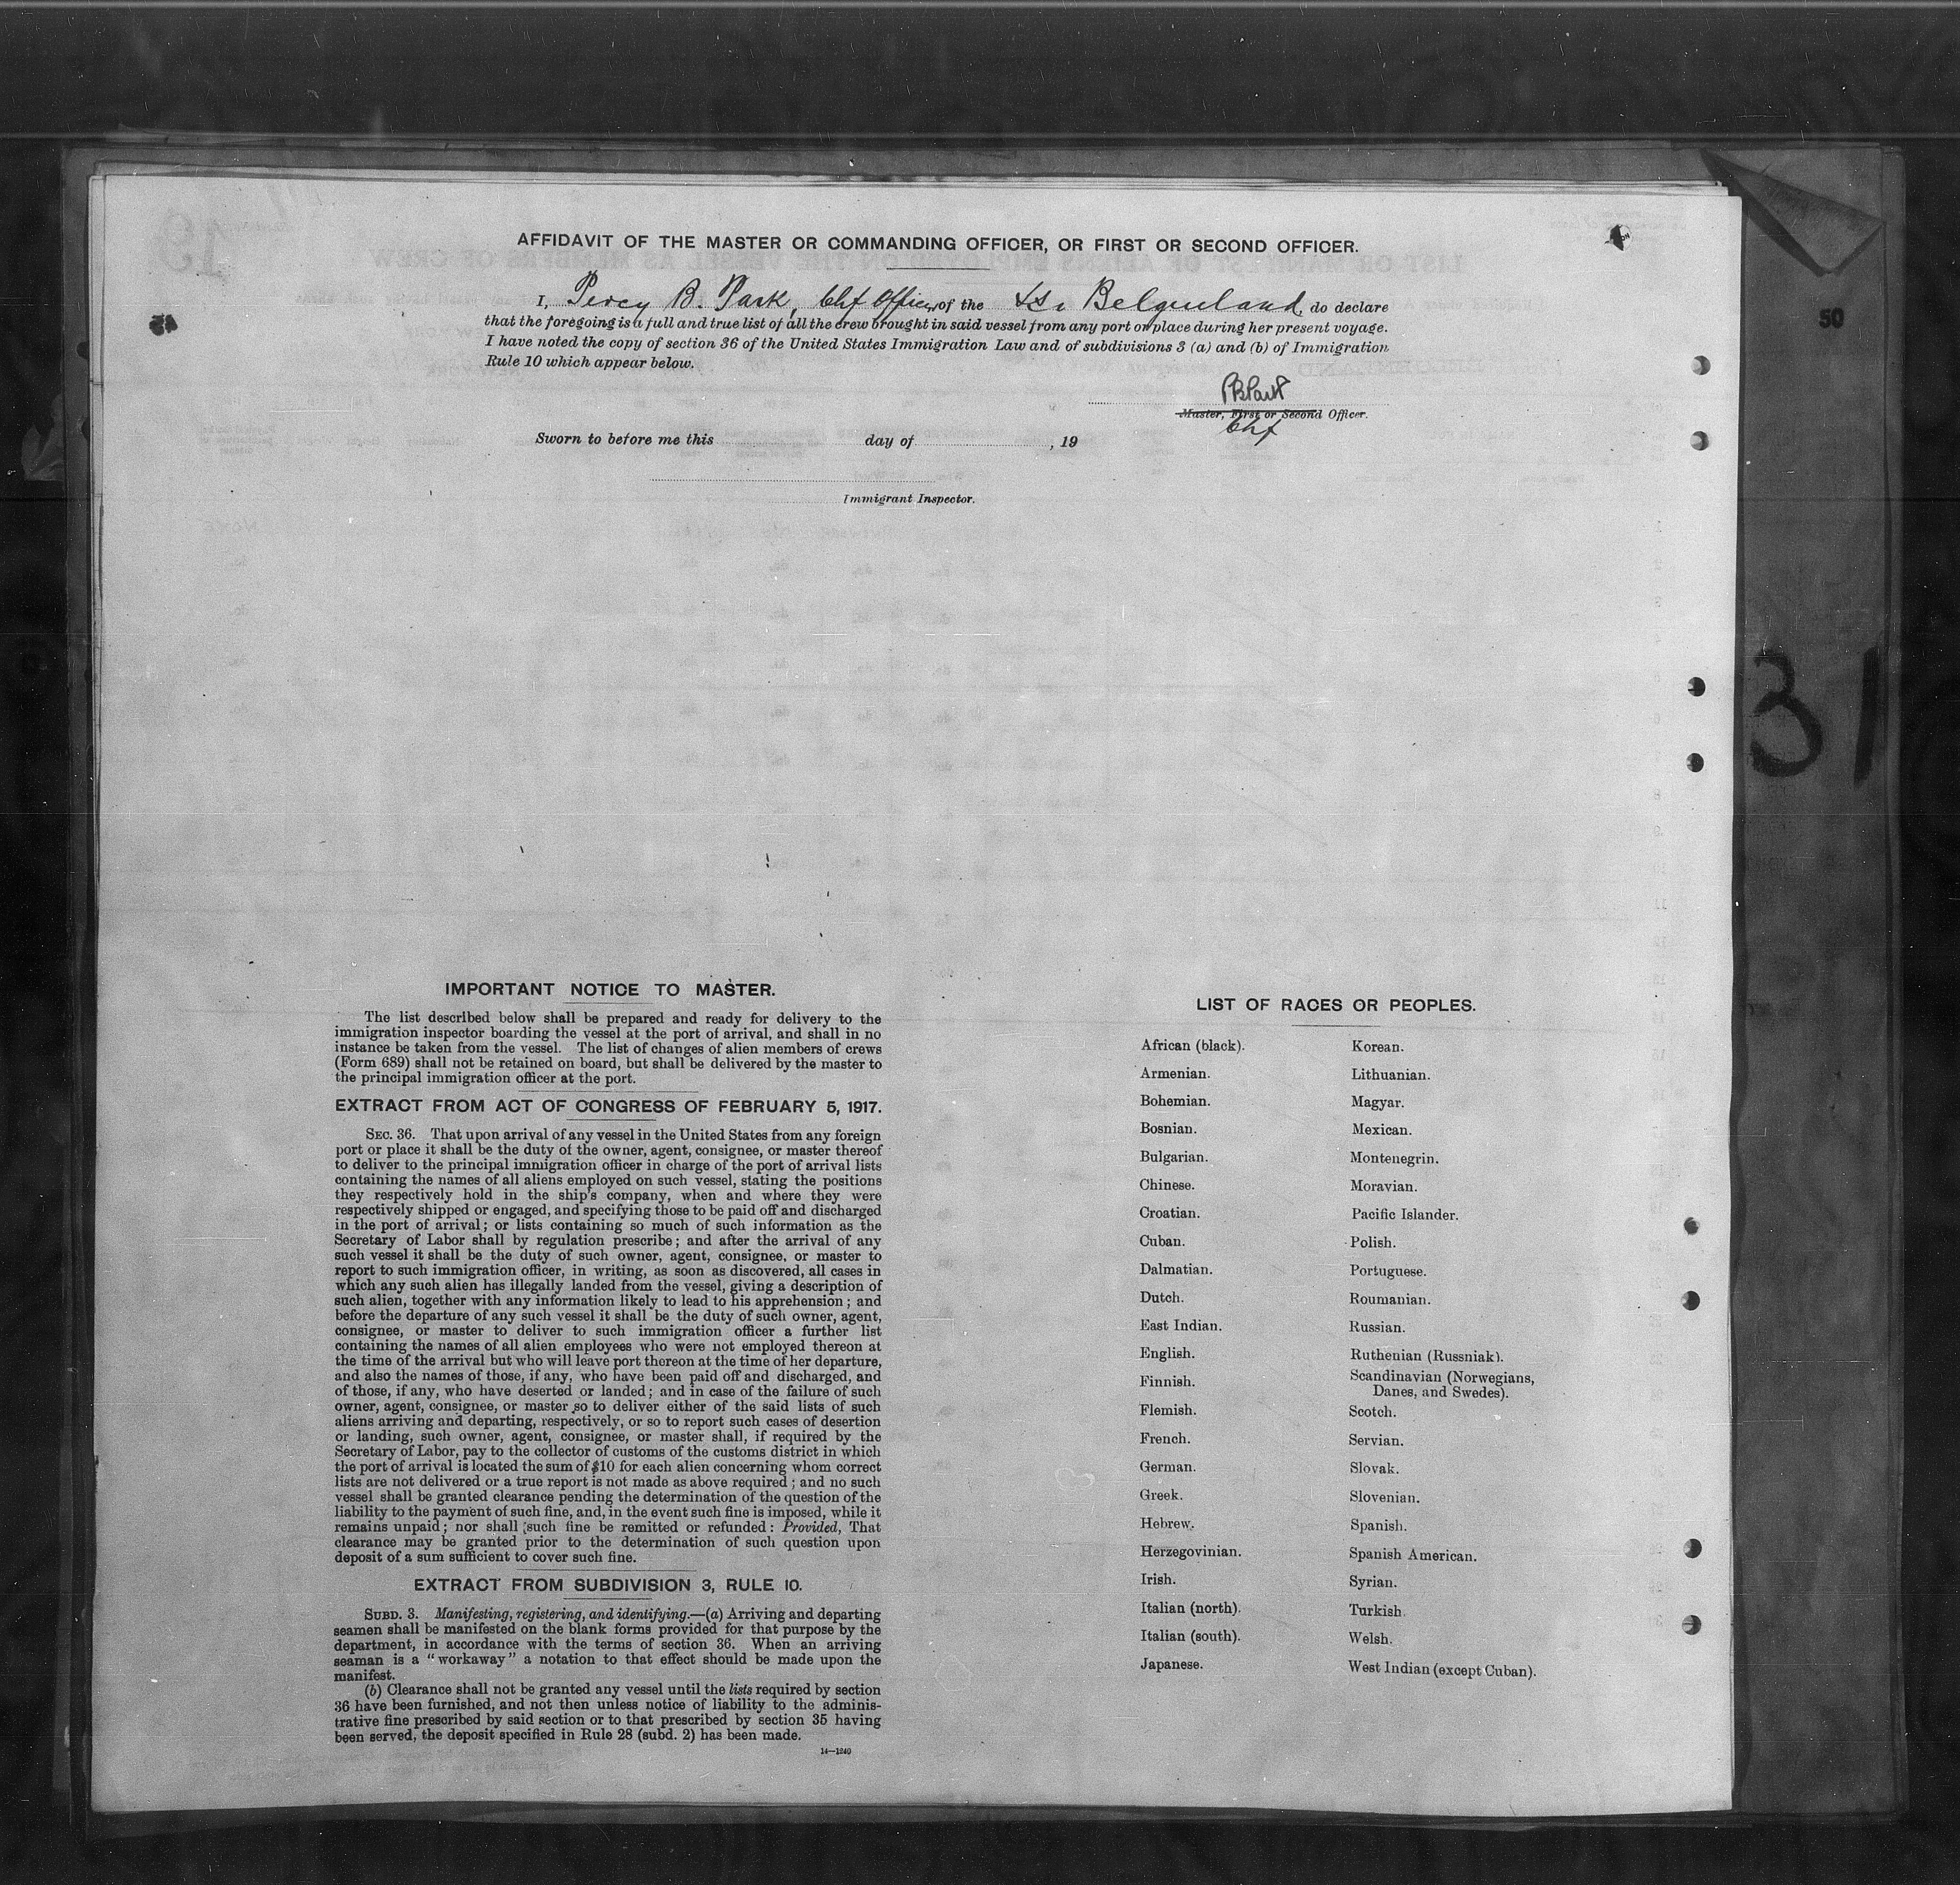 AFFIDAVIT OF THE MASTER OR COMMANDING OFFICER, OR FIRST OR SECOND OFFICER.
I, Percy B. Park, Chf Officer, of the SS. Belgenland, do declare
that the foregoing is a full and true list of all the crew brought in said vessel from any port or place during her present voyage.
I have noted the copy of section 36 of the United States Immigration Law and of subdivisions 3 (a) and (b) of Immigration
Rule 10 which appear below.
50
PBPark
Master, First or Second Officer.
Chf
Sworn to before me this day of , 19
Immigrant Inspector.
31
IMPORTANT NOTICE TO MASTER.
The list described below shall be prepared and ready for delivery to the
immigration inspector boarding the vessel at the port of arrival, and shall in no
instance be taken from the vessel. The list of changes of alien members of crews
(Form 689) shall not be retained on board, but shall be delivered by the master to
the principal immigration officer at the port.
EXTRACT FROM ACT OF CONGRESS OF FEBRUARY 5, 1917.
SEC. 36. That upon arrival of any vessel in the United States from any foreign
port or place it shall be the duty of the owner, agent, consignee, or master thereof
to deliver to the principal immigration officer in charge of the port of arrival lists
containing the names of all aliens employed on such vessel, stating the positions
they respectively hold in the ship's company, when and where they were
respectively shipped or engaged, and specifying those to be paid off and discharged
in the port of arrival; or lists containing so much of such information as the
Secretary of Labor shall by regulation prescribe; and after the arrival of any
such vessel it shall be the duty of such owner, agent, consignee, or master to
report to such immigration officer, in writing, as soon as discovered, all cases in
which any such alien has illegally landed from the vessel, giving a description of
such alien, together with any information likely to lead to his apprehension; and
before the departure of any such vessel it shall be the duty of such owner, agent,
consignee, or master to deliver to such immigration officer a further list
containing the names of all alien employees who were not employed thereon at
the time of the arrival but who will leave port thereon at the time of her departure,
and also the names of those, if any, who have been paid off and discharged, and
of those, if any, who have deserted or landed; and in case of the failure of such
owner, agent, consignee, or master so to deliver either of the said lists of such
aliens arriving and departing, respectively, or so to report such cases of desertion
or landing, such owner, agent, consignee, or master shall, if required by the
Secretary of Labor, pay to the collector of customs of the customs district in which
the port of arrival is located the sum of $10 for each alien concerning whom correct
lists are not delivered or a true report is not made as above required; and no such
vessel shall be granted clearance pending the determination of the question of the
liability to the payment of such fine, and, in the event such fine is imposed, while it
remains unpaid; nor shall such fine be remitted or refunded: Provided, That
clearance may be granted prior to the determination of such question upon
deposit of a sum sufficient to cover such fine.
EXTRACT FROM SUBDIVISION 3, RULE 10.
SUBD. 3. Manifesting, registering, and identifying.—(a) Arriving and departing
seamen shall be manifested on the blank forms provided for that purpose by the
department, in accordance with the terms of section 36. When an arriving
seaman is a "workaway" a notation to that effect should be made upon the
manifest.
(b) Clearance shall not be granted any vessel until the lists required by section
36 have been furnished, and not then unless notice of liability to the adminis-
trative fine prescribed by said section or to that prescribed by section 35 having
been served, the deposit specified in Rule 28 (subd. 2) has been made.
14—1240
LIST OF RACES OR PEOPLES.
African (black).
Armenian.
Bohemian.
Bosnian.
Bulgarian.
Chinese.
Croatian.
Cuban.
Dalmatian.
Dutch.
East Indian.
English.
Finnish.
Flemish.
French.
German.
Greek.
Hebrew.
Herzegovinian.
Irish.
Italian (north).
Italian (south).
Japanese.
Korean.
Lithuanian.
Magyar.
Mexican.
Montenegrin.
Moravian.
Pacific Islander.
Polish.
Portuguese.
Roumanian.
Russian.
Ruthenian (Russniak).
Scandinavian (Norwegians,
Danes, and Swedes).
Scotch.
Servian.
Slovak.
Slovenian.
Spanish.
Spanish American.
Syrian.
Turkish.
Welsh.
West Indian (except Cuban).